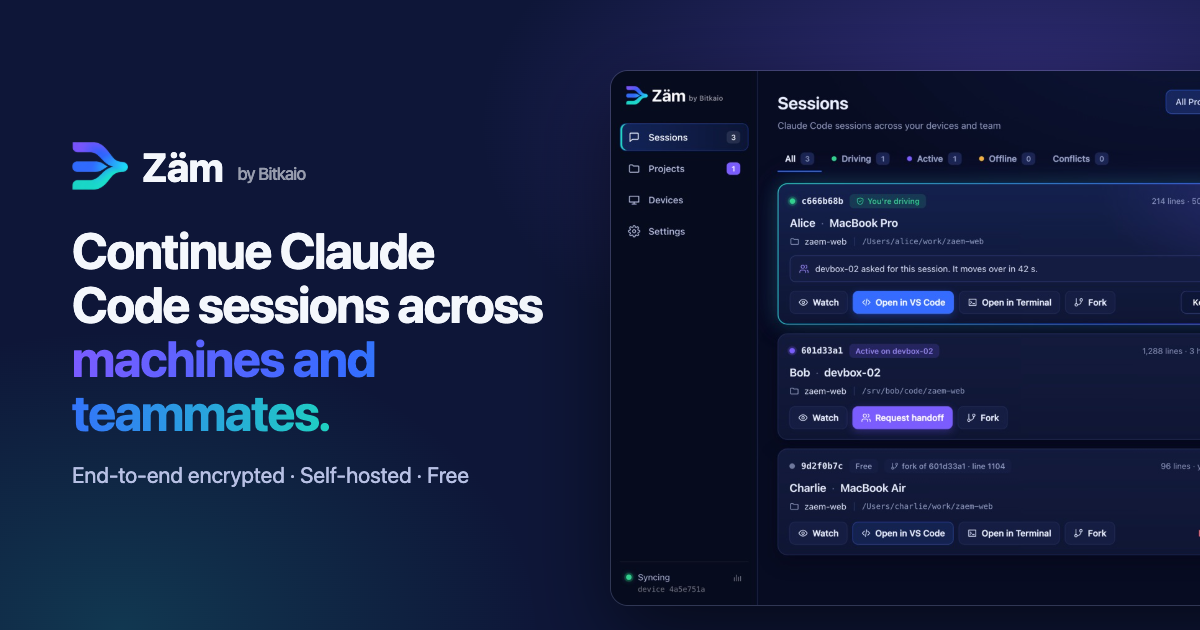 Zäm by Bitkaio
Continue Claude
Code sessions across
machines and
teammates.
End-to-end encrypted · Self-hosted · Free
Zäm by Bitkaio
Sessions 3
Projects 1
Devices
Settings
Syncing
device 4a5e751a
Sessions
All Pro
Claude Code sessions across your devices and team
All 3 Driving 1 Active 1 Offline 0 Conflicts 0
c666b68b You're driving 214 lines · 50
Alice · MacBook Pro
zaem-web /Users/alice/work/zaem-web
devbox-02 asked for this session. It moves over in 42 s.
Watch Open in VS Code Open in Terminal Fork Ke
601d33a1 Active on devbox-02 1,288 lines · 3 h
Bob · devbox-02
zaem-web /srv/bob/code/zaem-web
Watch Request handoff Fork
9d2f0b7c Free fork of 601d33a1 · line 1104 96 lines · y
Charlie · MacBook Air
zaem-web /Users/charlie/work/zaem-web
Watch Open in VS Code Open in Terminal Fork